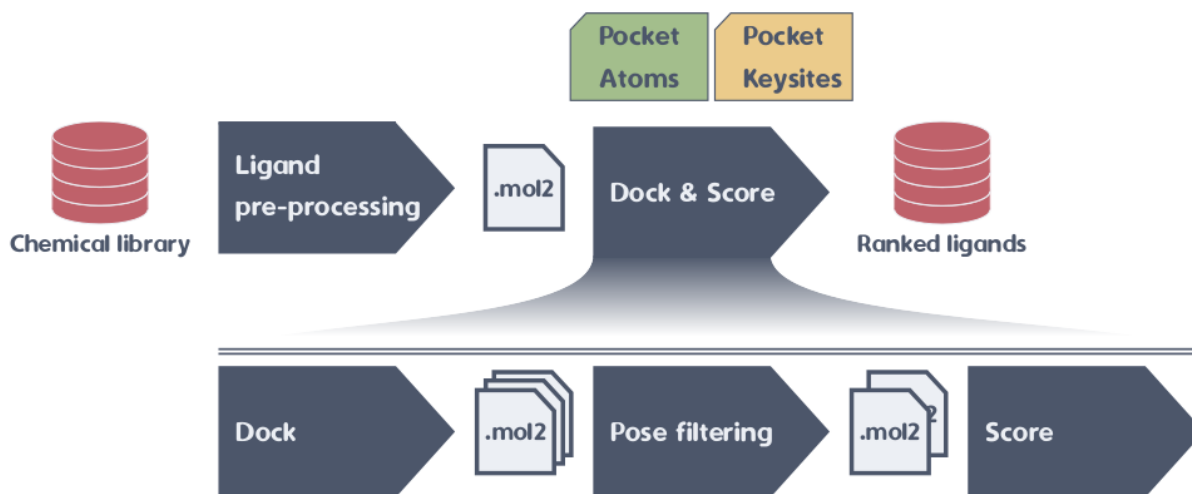 Pocket
Atoms
Pocket
Keysites
Ligand
pre-processing
.mol2
Dock & Score
Chemical library
Ranked ligands
Dock
.mol2
Pose filtering
.mol2
2
Score